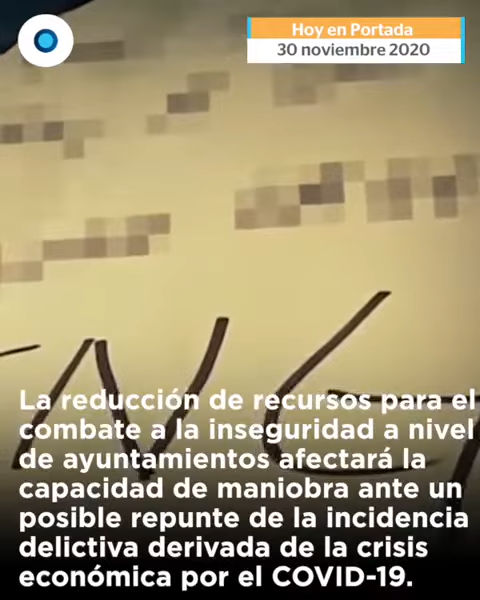 Hoy en Portada
30 noviembre 2020
La reducción de recursos para el
combate a la inseguridad a nivel
de ayuntamientos afectará la
capacidad de maniobra ante un
posible repunte de la incidencia
delictiva derivada de la crisis
económica por el COVID-19.